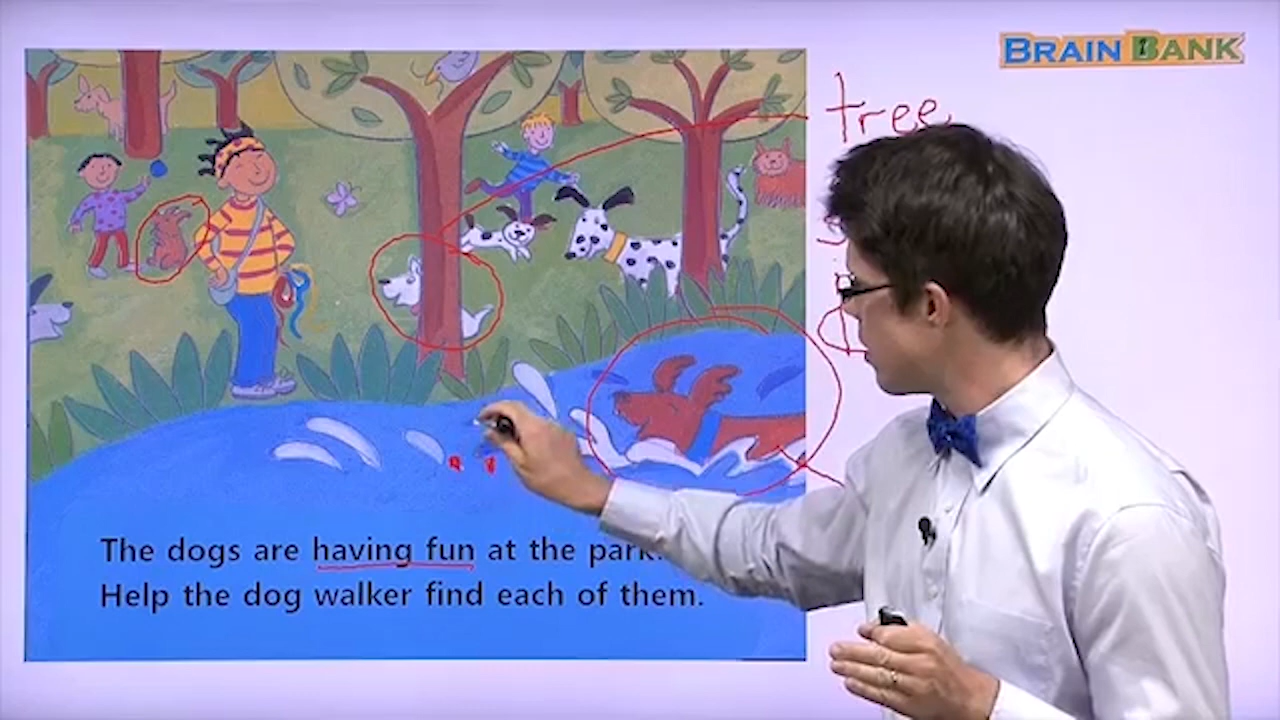 BRAIN BANK
tree
The dogs are having fun at the park.
Help the dog walker find each of them.